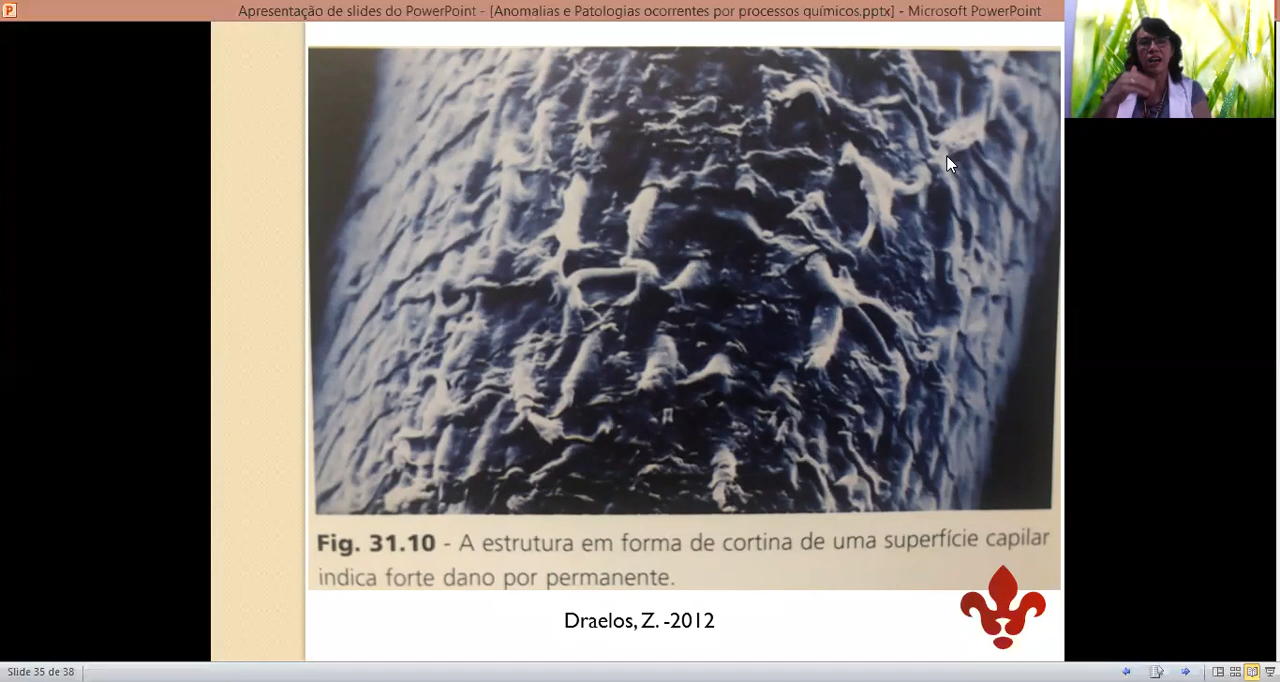 Apresentação de slides do PowerPoint - [Anomalias e Patologias ocorrentes por processos químicos.pptx] - Microsoft PowerPoint
Fig. 31.10 - A estrutura em forma de cortina de uma superfície capilar
indica forte dano por permanente.
Draelos, Z. -2012
Slide 35 de 38